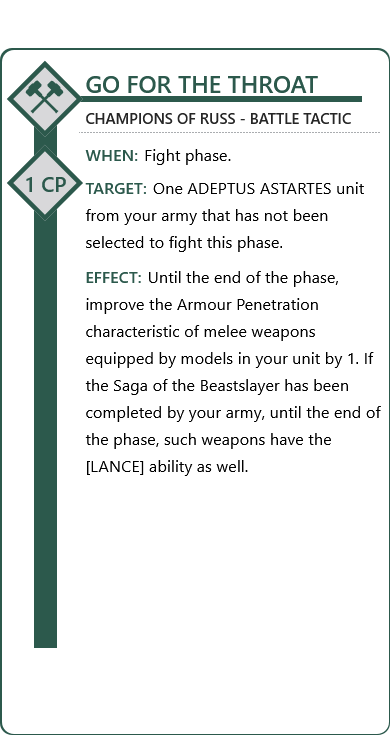 GO FOR THE THROAT
CHAMPIONS OF RUSS - BATTLE TACTIC
WHEN: Fight phase.
1 CP
TARGET: One ADEPTUS ASTARTES unit
from your army that has not been
selected to fight this phase.
EFFECT: Until the end of the phase,
improve the Armour Penetration
characteristic of melee weapons
equipped by models in your unit by 1. If
the Saga of the Beastslayer has been
completed by your army, until the end of
the phase, such weapons have the
[LANCE] ability as well.